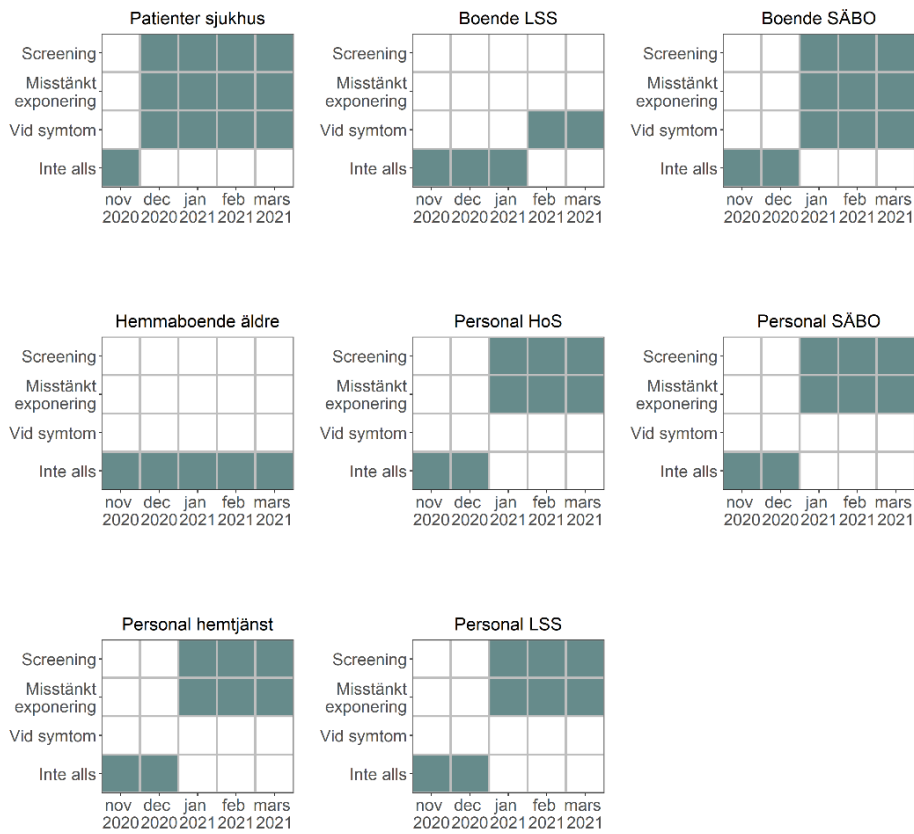 Patienter sjukhus
Screening
Misstänkt
exponering
Vid symtom
Inte alls
nov dec jan feb mars
2020 2020 2021 2021 2021
Boende LSS
Screening
Misstänkt
exponering
Vid symtom
Inte alls
nov dec jan feb mars
2020 2020 2021 2021 2021
Boende SÄBO
Screening
Misstänkt
exponering
Vid symtom
Inte alls
nov dec jan feb mars
2020 2020 2021 2021 2021
Hemmaboende äldre
Screening
Misstänkt
exponering
Vid symtom
Inte alls
nov dec jan feb mars
2020 2020 2021 2021 2021
Personal HoS
Screening
Misstänkt
exponering
Vid symtom
Inte alls
nov dec jan feb mars
2020 2020 2021 2021 2021
Personal SÄBO
Screening
Misstänkt
exponering
Vid symtom
Inte alls
nov dec jan feb mars
2020 2020 2021 2021 2021
Personal hemtjänst
Screening
Misstänkt
exponering
Vid symtom
Inte alls
nov dec jan feb mars
2020 2020 2021 2021 2021
Personal LSS
Screening
Misstänkt
exponering
Vid symtom
Inte alls
nov dec jan feb mars
2020 2020 2021 2021 2021